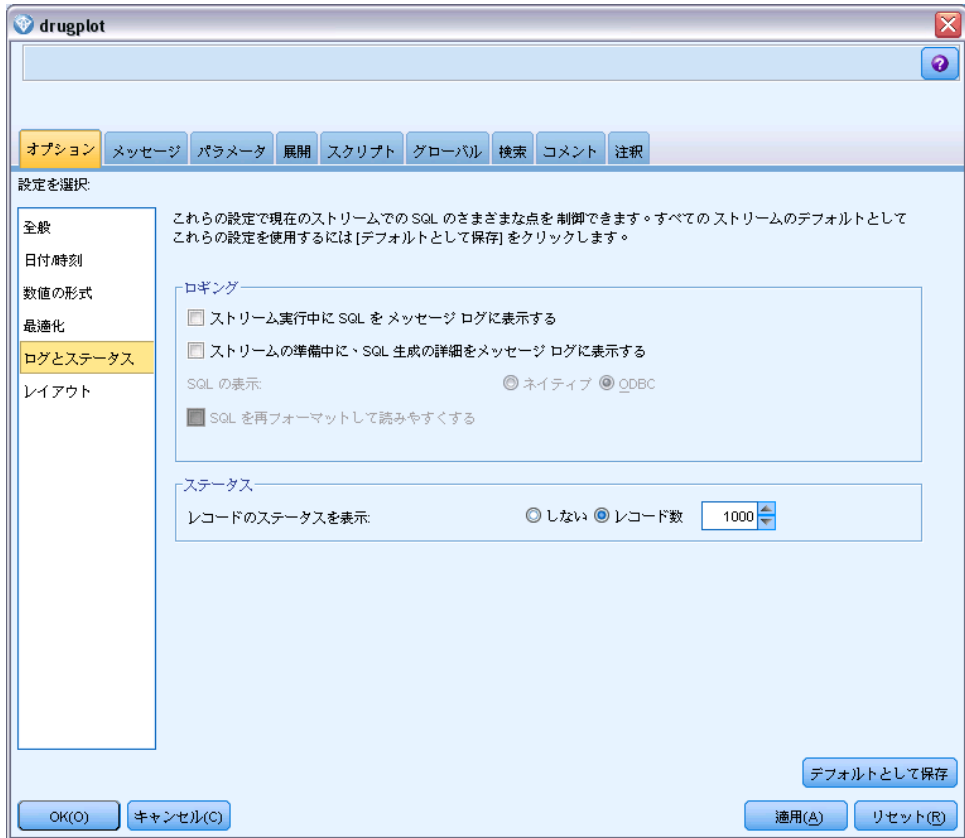 drugplot
オプション メッセージ パラメータ 展開 スクリプト グローバル 検索 コメント 注釈
設定を選択:
全般
日付/時刻
数値の形式
最適化
ログとステータス
レイアウト
これらの設定で現在のストリームでの SQL のさまざまな点を 制御できます。すべての ストリームのデフォルトとして
これらの設定を使用するには [デフォルトとして保存] をクリックします。
ロギング
ストリーム実行中に SQL を メッセージ ログに表示する
ストリームの準備中に、SQL 生成の詳細をメッセージ ログに表示する
SQL の表示: ネイティブ ODBC
SQL を再フォーマットして読みやすくする
ステータス
レコードのステータスを表示: しない レコード数 1000
デフォルトとして保存
OK(O) キャンセル(C) 適用(A) リセット(R)